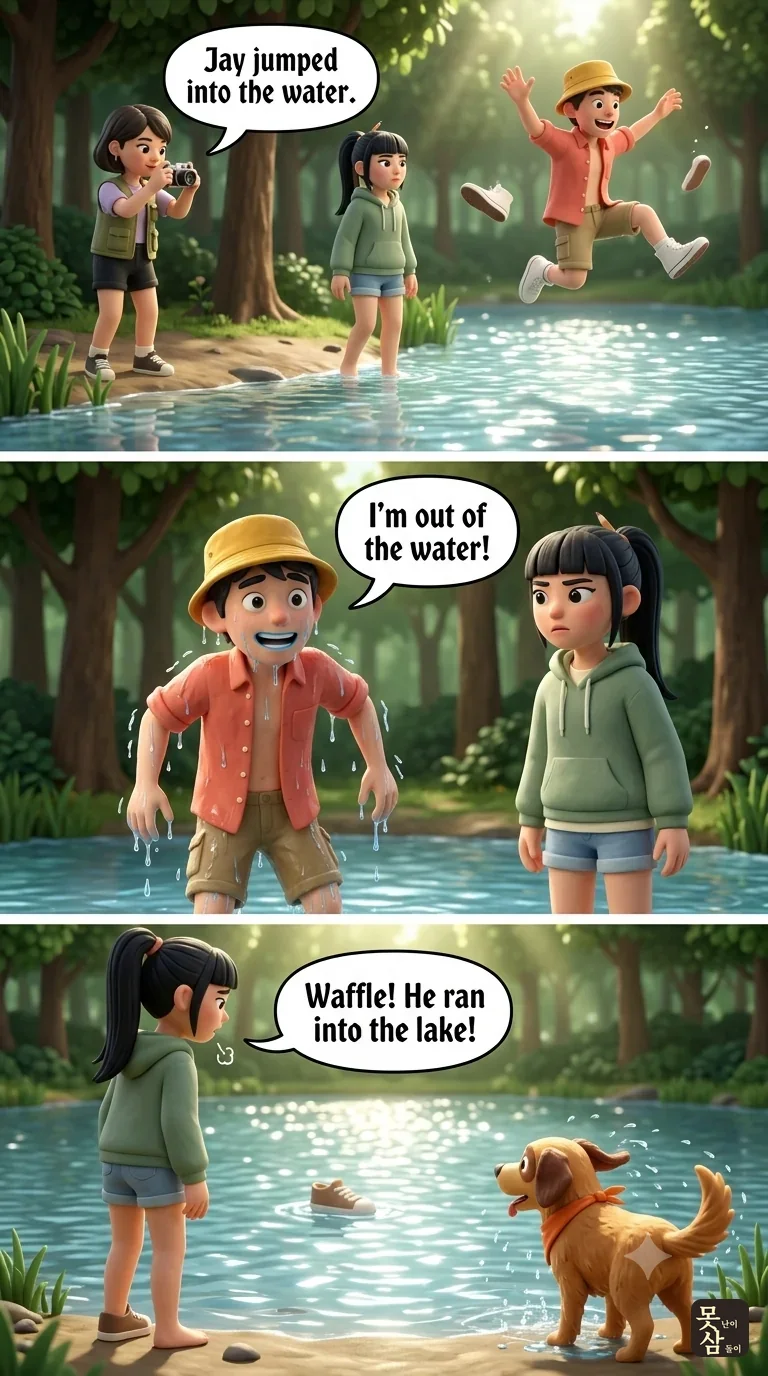 Jay jumped
into the water.
I'm out of
the water!
Waffle! He ran
into the lake!
못난이
삼돌이